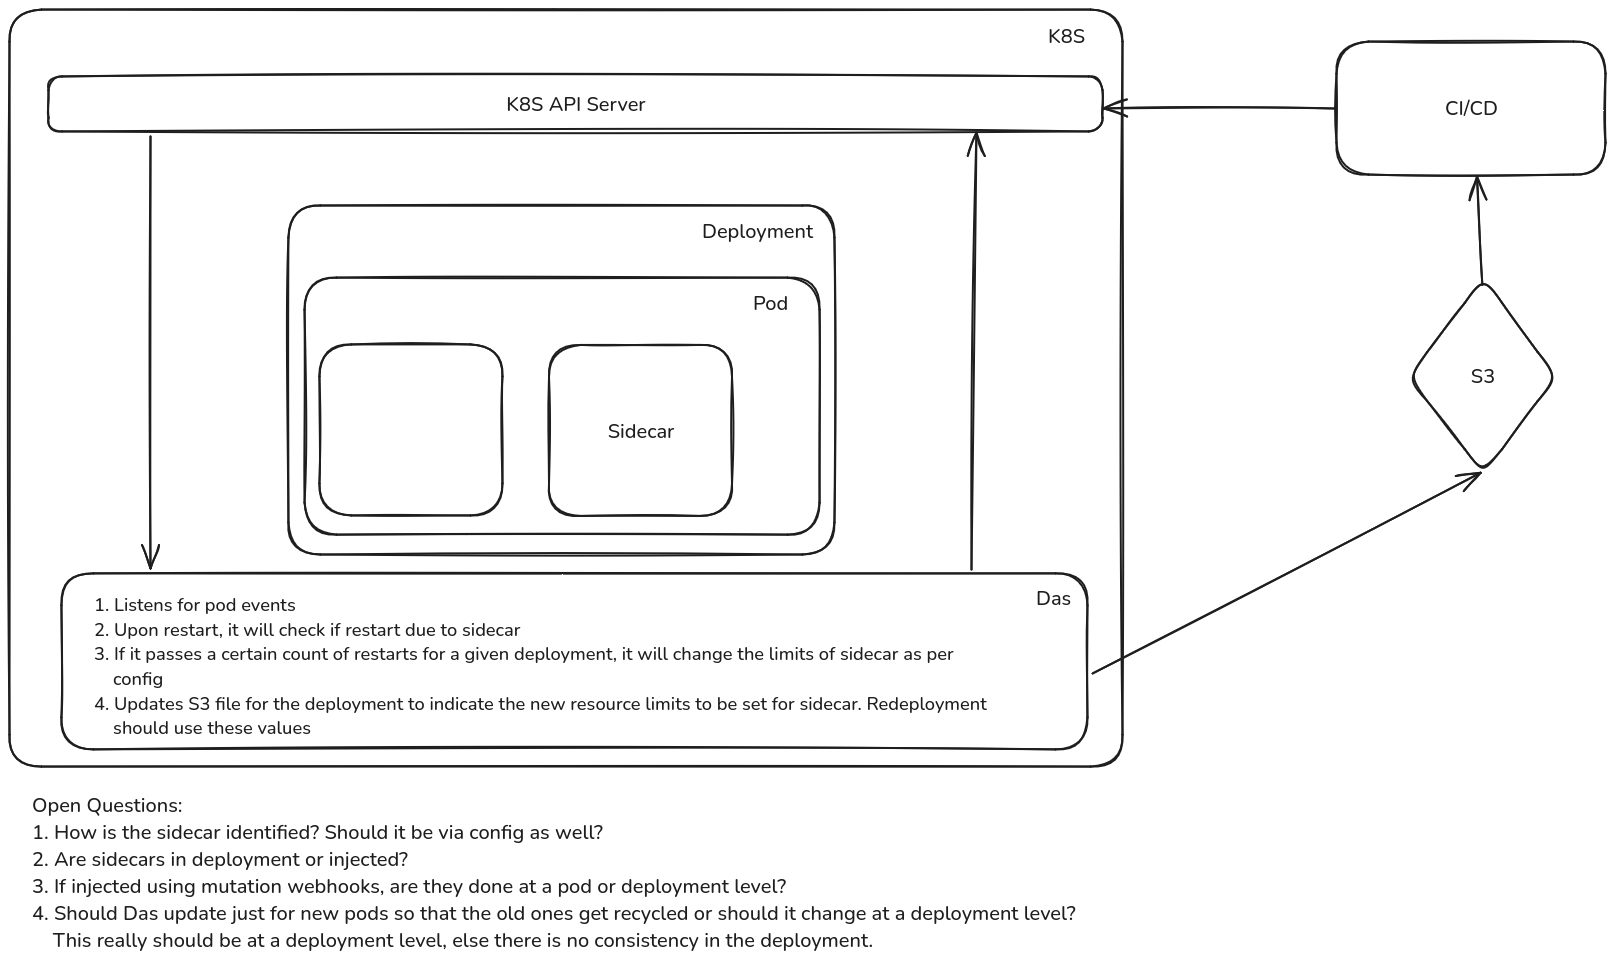 K8S
K8S API Server
CI/CD
Deployment
Pod
Sidecar
S3
Das
1. Listens for pod events
2. Upon restart, it will check if restart due to sidecar
3. If it passes a certain count of restarts for a given deployment, it will change the limits of sidecar as per
config
4. Updates S3 file for the deployment to indicate the new resource limits to be set for sidecar. Redeployment
should use these values
Open Questions:
1. How is the sidecar identified? Should it be via config as well?
2. Are sidecars in deployment or injected?
3. If injected using mutation webhooks, are they done at a pod or deployment level?
4. Should Das update just for new pods so that the old ones get recycled or should it change at a deployment level?
This really should be at a deployment level, else there is no consistency in the deployment.